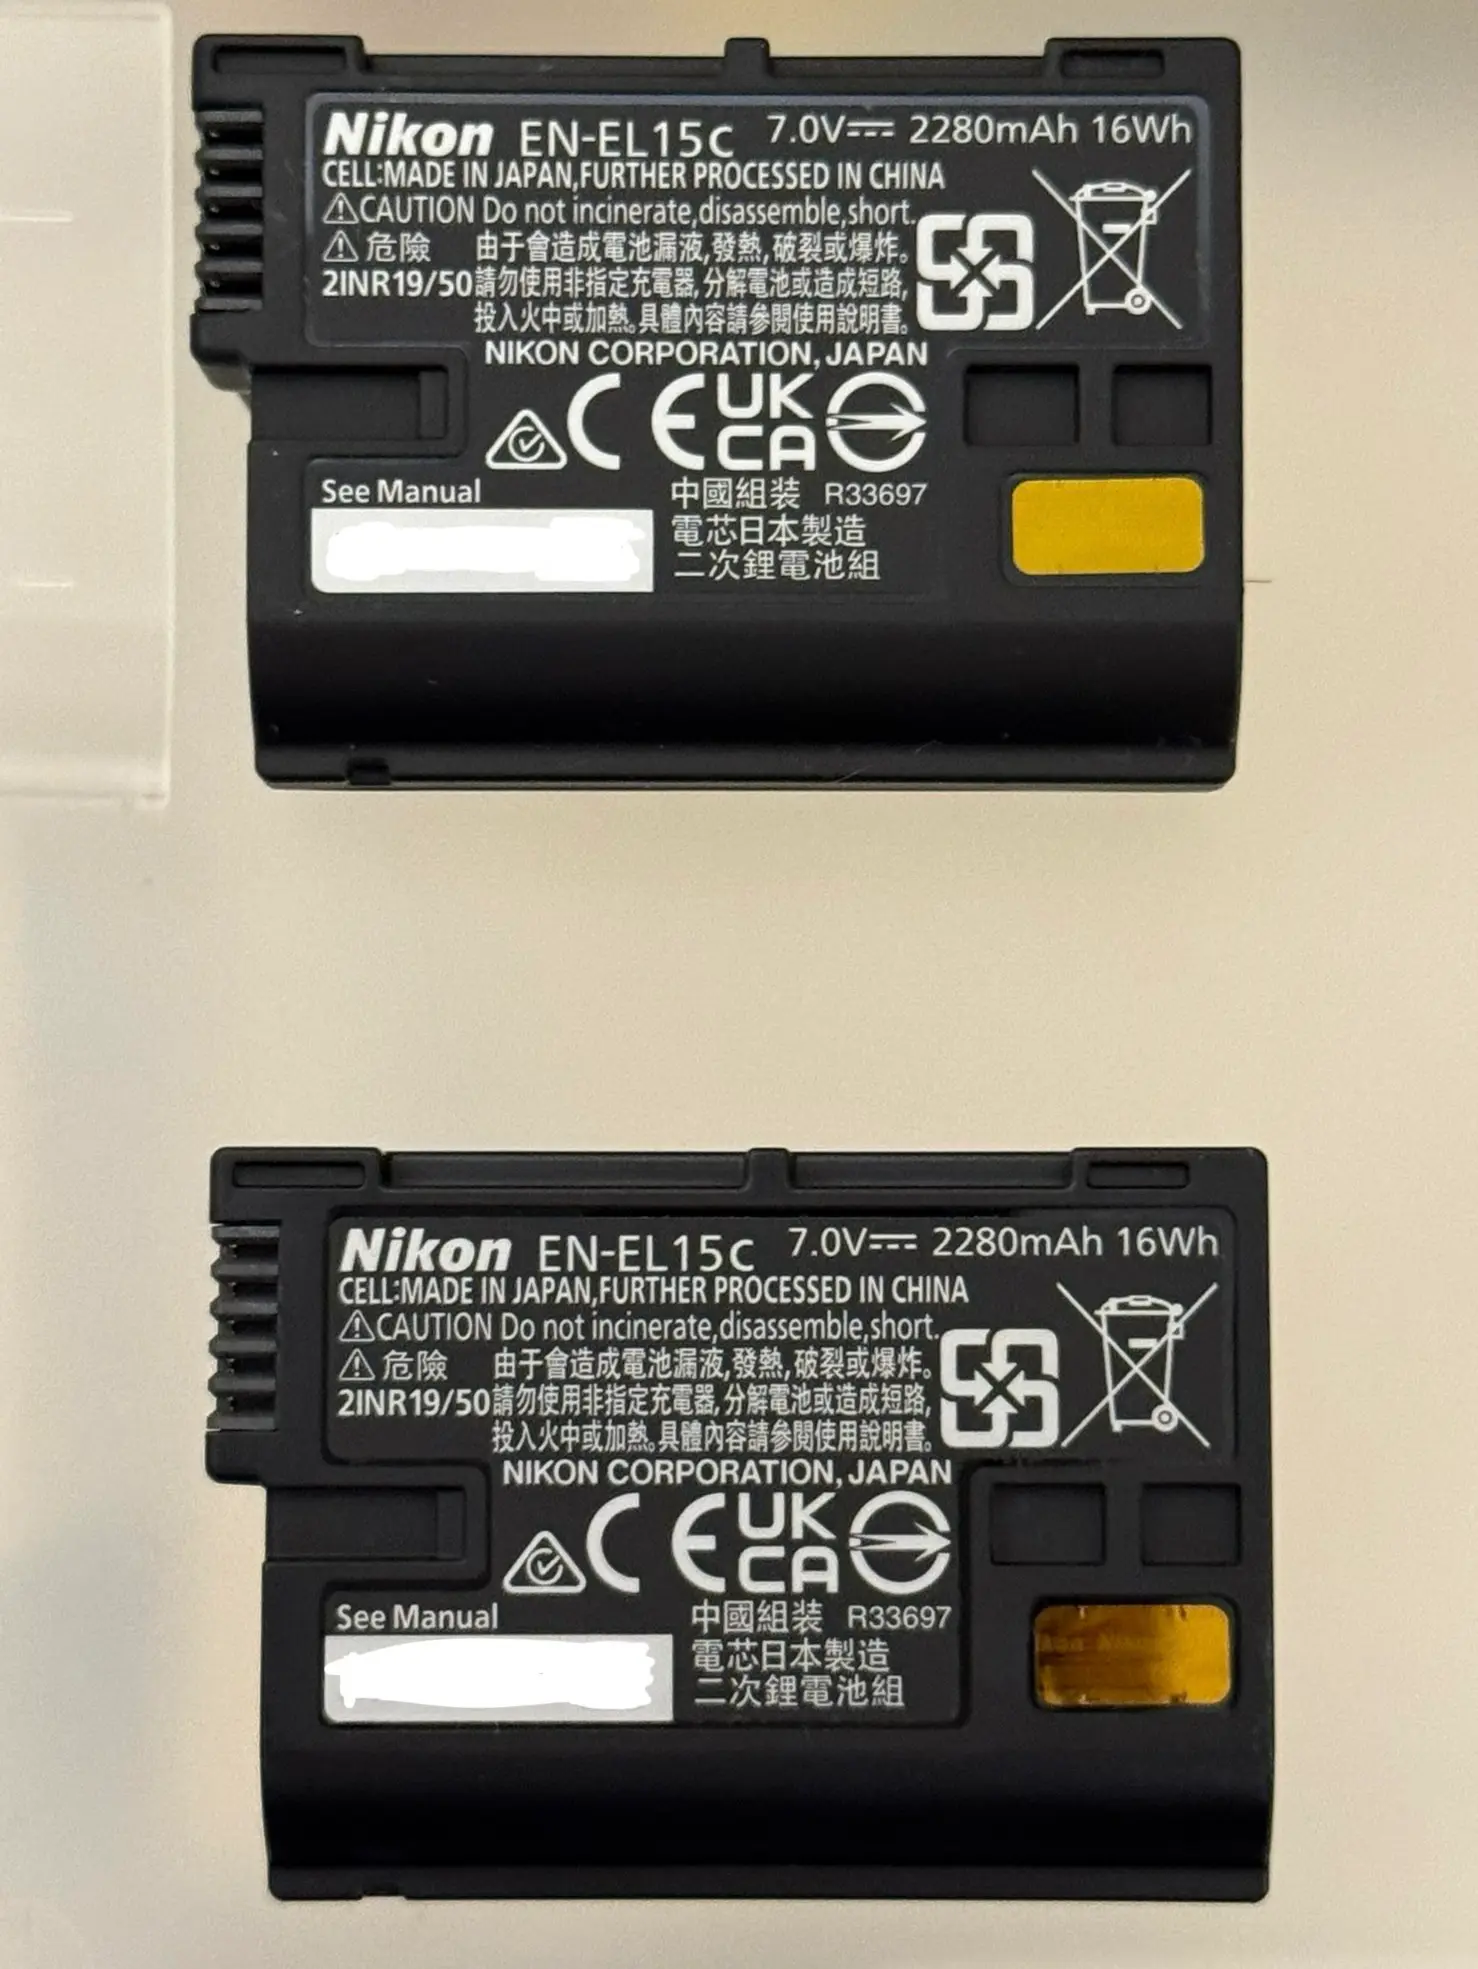 Nikon EN-EL15c 7.0V⎓ 2280mAh 16Wh
CELL:MADE IN JAPAN,FURTHER PROCESSED IN CHINA
⚠CAUTION Do not incinerate,disassemble,short.
⚠危險 由于會造成電池漏液,發熱,破裂或爆炸。
2INR19/50 請勿使用非指定充電器,分解電池或造成短路,
投入火中或加熱。具體內容請參閱使用說明書。
NIKON CORPORATION, JAPAN
CE UK
CA
See Manual 中國組装 R33697
電芯日本製造
二次鋰電池組
Nikon EN-EL15c 7.0V⎓ 2280mAh 16Wh
CELL:MADE IN JAPAN,FURTHER PROCESSED IN CHINA
⚠CAUTION Do not incinerate,disassemble,short.
⚠危險 由于會造成電池漏液,發熱,破裂或爆炸。
2INR19/50 請勿使用非指定充電器,分解電池或造成短路,
投入火中或加熱。具體內容請參閱使用說明書。
NIKON CORPORATION, JAPAN
CE UK
CA
See Manual 中國組装 R33697
電芯日本製造
二次鋰電池組